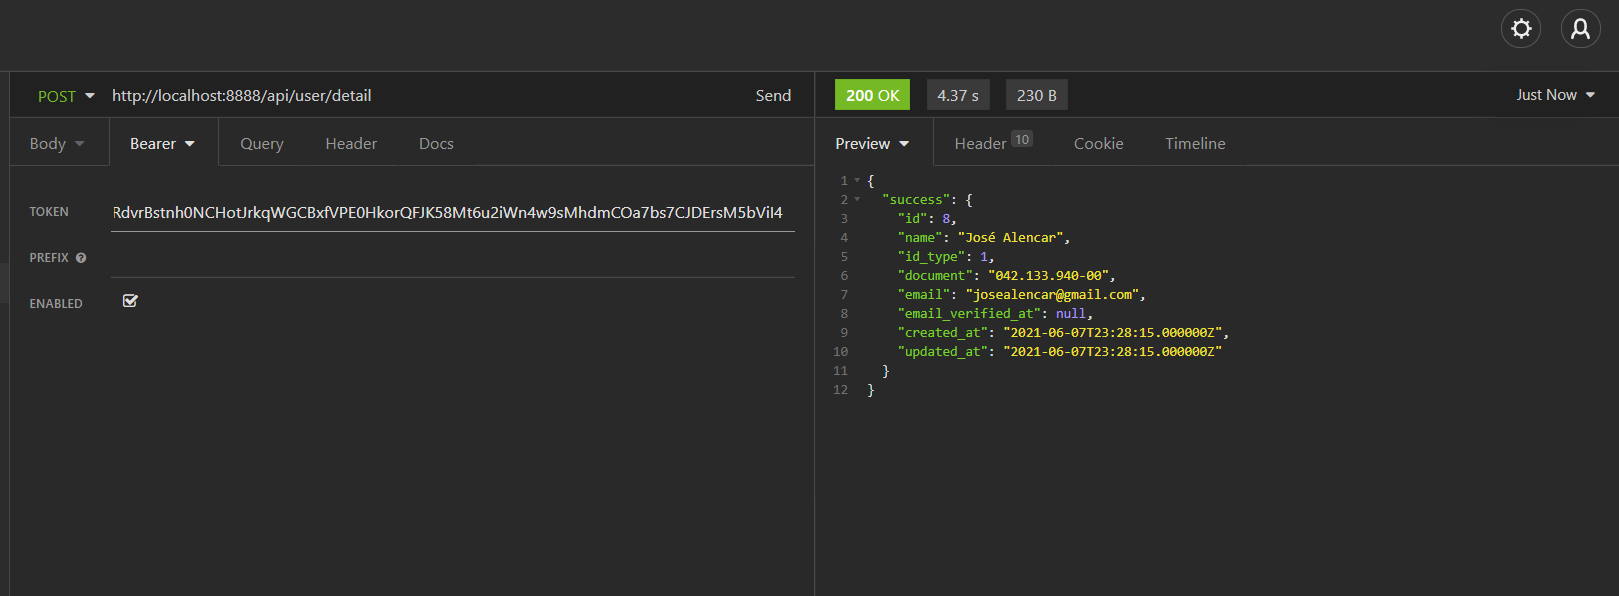 POST http://localhost:8888/api/user/detail Send
Body Bearer Query Header Docs
TOKEN RdvrBstnh0NCHotJrkqWGCBxfVPE0HkorQFJK58Mt6u2iWn4w9sMhdmCOa7bs7CJDErsM5bViI4
PREFIX
ENABLED
200 OK 4.37 s 230 B Just Now
Preview Header 10 Cookie Timeline
1 {
2 "success": {
3 "id": 8,
4 "name": "José Alencar",
5 "id_type": 1,
6 "document": "042.133.940-00",
7 "email": "josealencar@gmail.com",
8 "email_verified_at": null,
9 "created_at": "2021-06-07T23:28:15.000000Z",
10 "updated_at": "2021-06-07T23:28:15.000000Z"
11 }
12 }